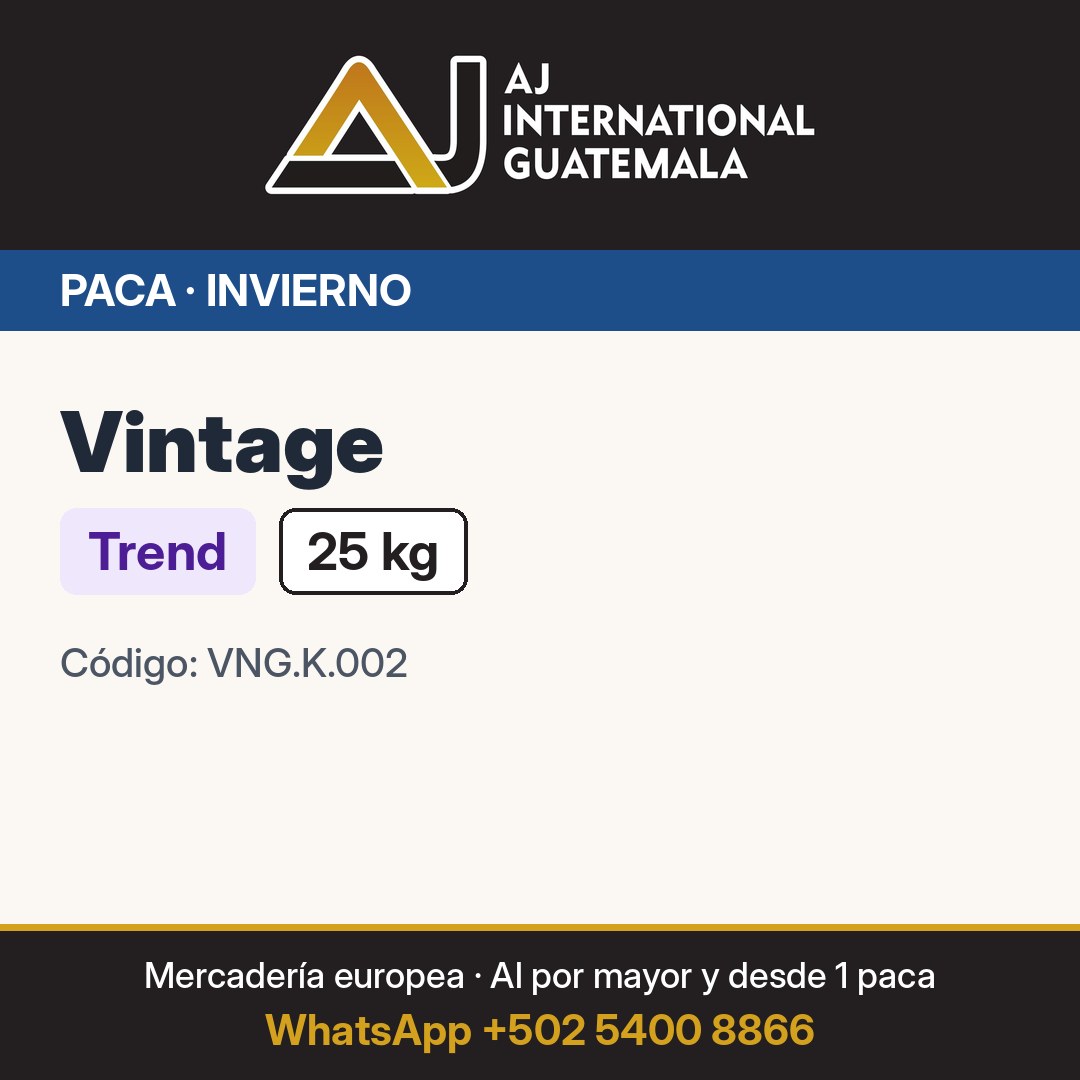 AJ
INTERNATIONAL
GUATEMALA
PACA · INVIERNO
Vintage
Trend
25 kg
Código: VNG.K.002
Mercadería europea · Al por mayor y desde 1 paca
WhatsApp +502 5400 8866